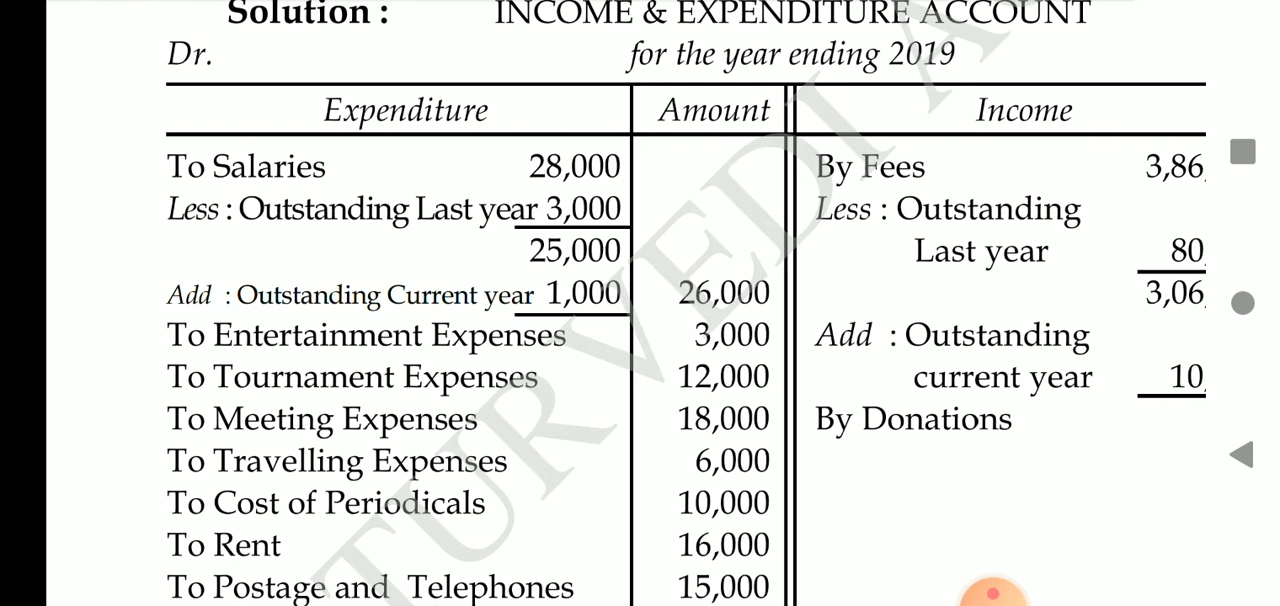 Solution : INCOME & EXPENDITURE ACCOUNT
Dr. for the year ending 2019
Expenditure Amount Income
To Salaries 28,000 By Fees 3,86,
Less : Outstanding Last year 3,000 Less : Outstanding
25,000 Last year 80,
Add : Outstanding Current year 1,000 26,000 3,06,
To Entertainment Expenses 3,000 Add : Outstanding
To Tournament Expenses 12,000 current year 10,
To Meeting Expenses 18,000 By Donations
To Travelling Expenses 6,000
To Cost of Periodicals 10,000
To Rent 16,000
To Postage and Telephones 15,000
TURVEDI A